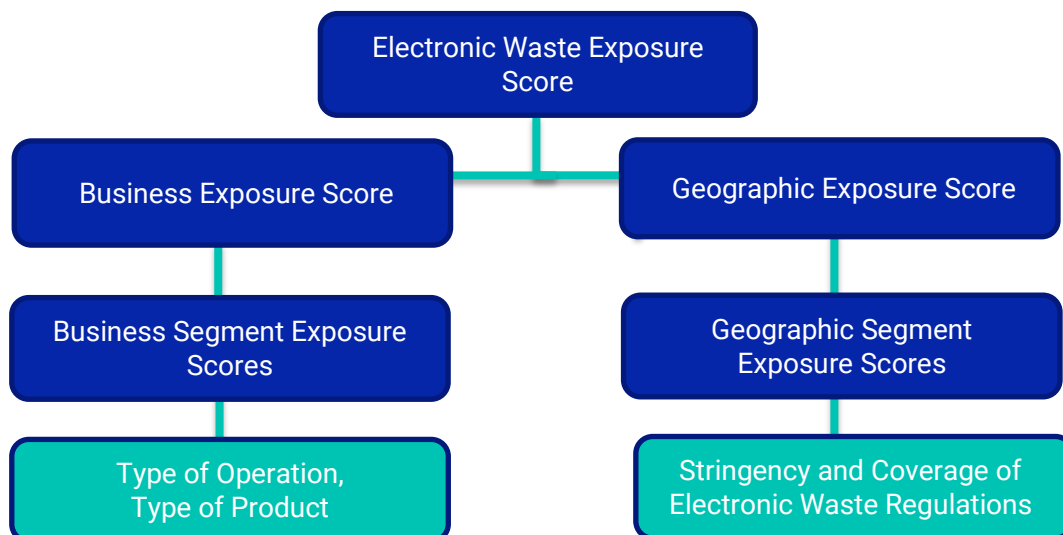 Electronic Waste Exposure
Score
Business Exposure Score
Geographic Exposure Score
Business Segment Exposure
Scores
Geographic Segment
Exposure Scores
Type of Operation,
Type of Product
Stringency and Coverage of
Electronic Waste Regulations